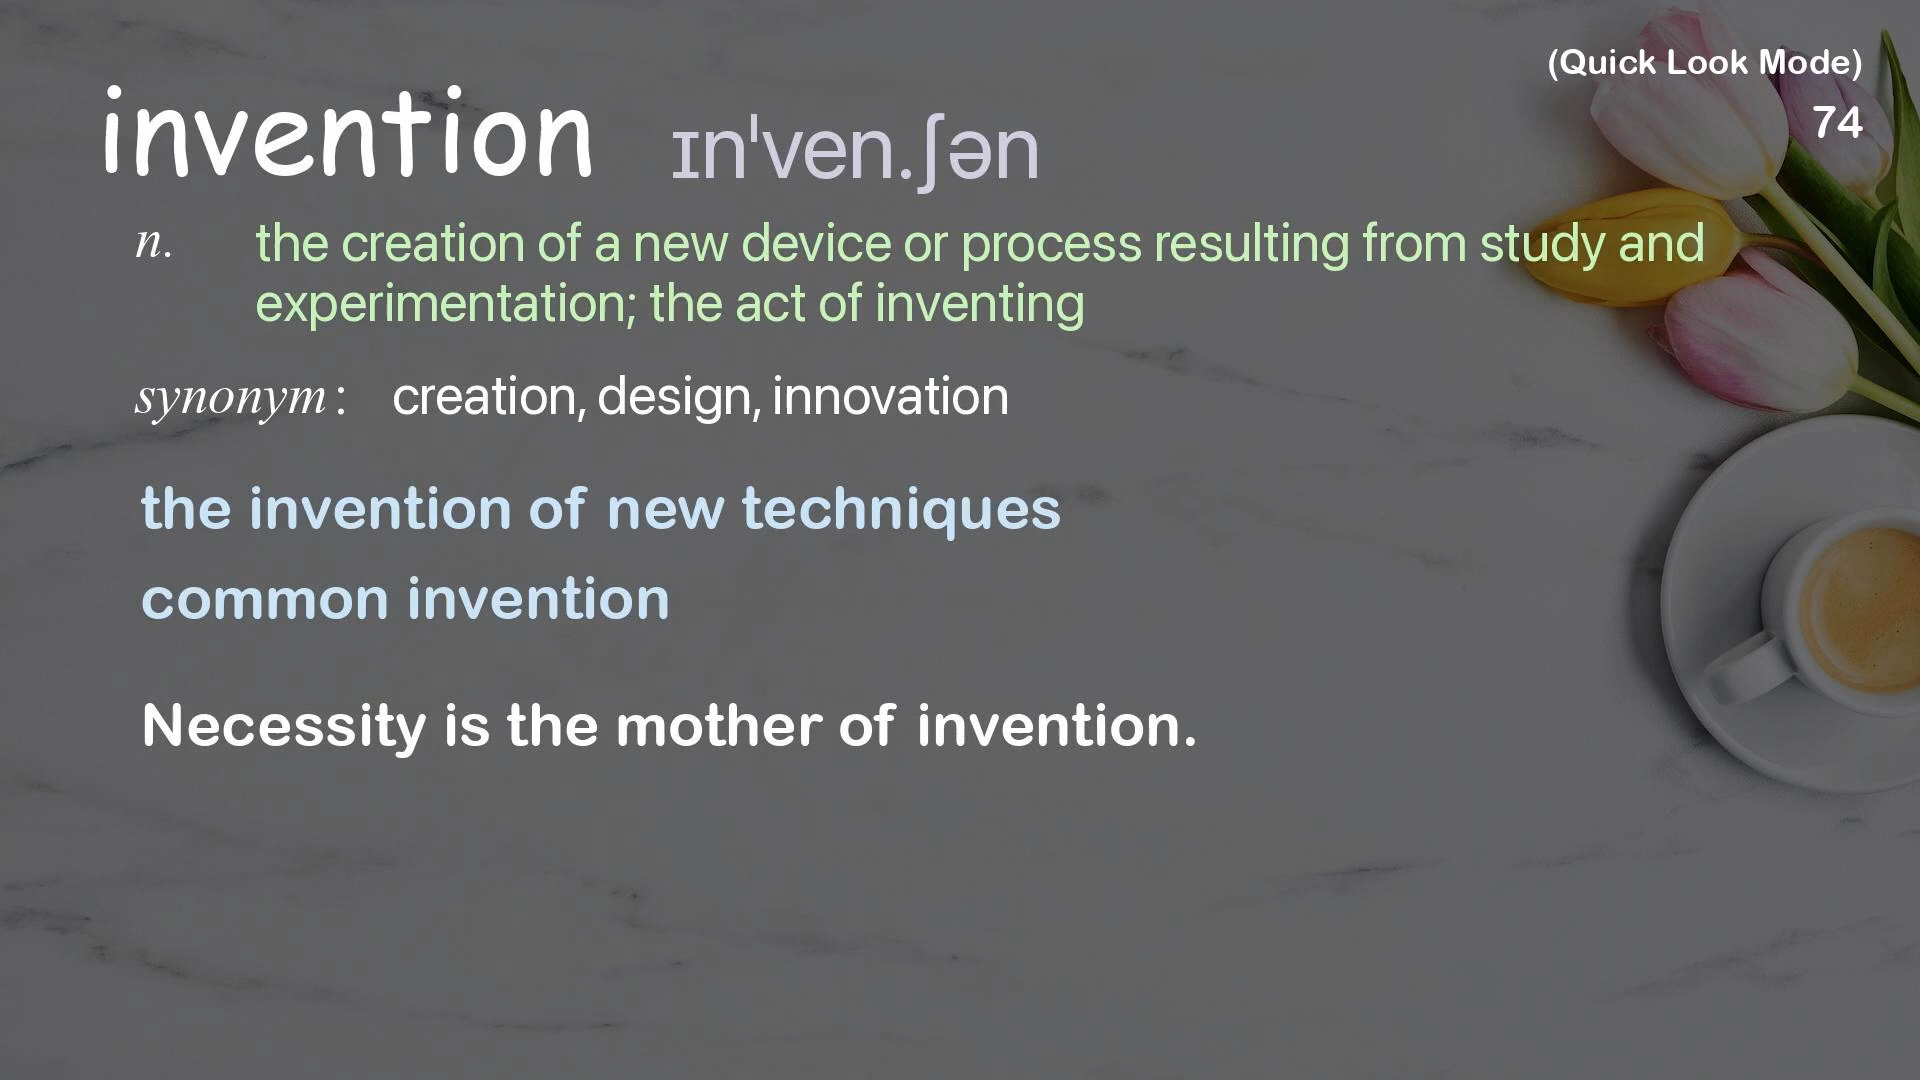 (Quick Look Mode)
74
invention ɪnˈven.ʃən
n. the creation of a new device or process resulting from study and
experimentation; the act of inventing
synonym : creation, design, innovation
the invention of new techniques
common invention
Necessity is the mother of invention.